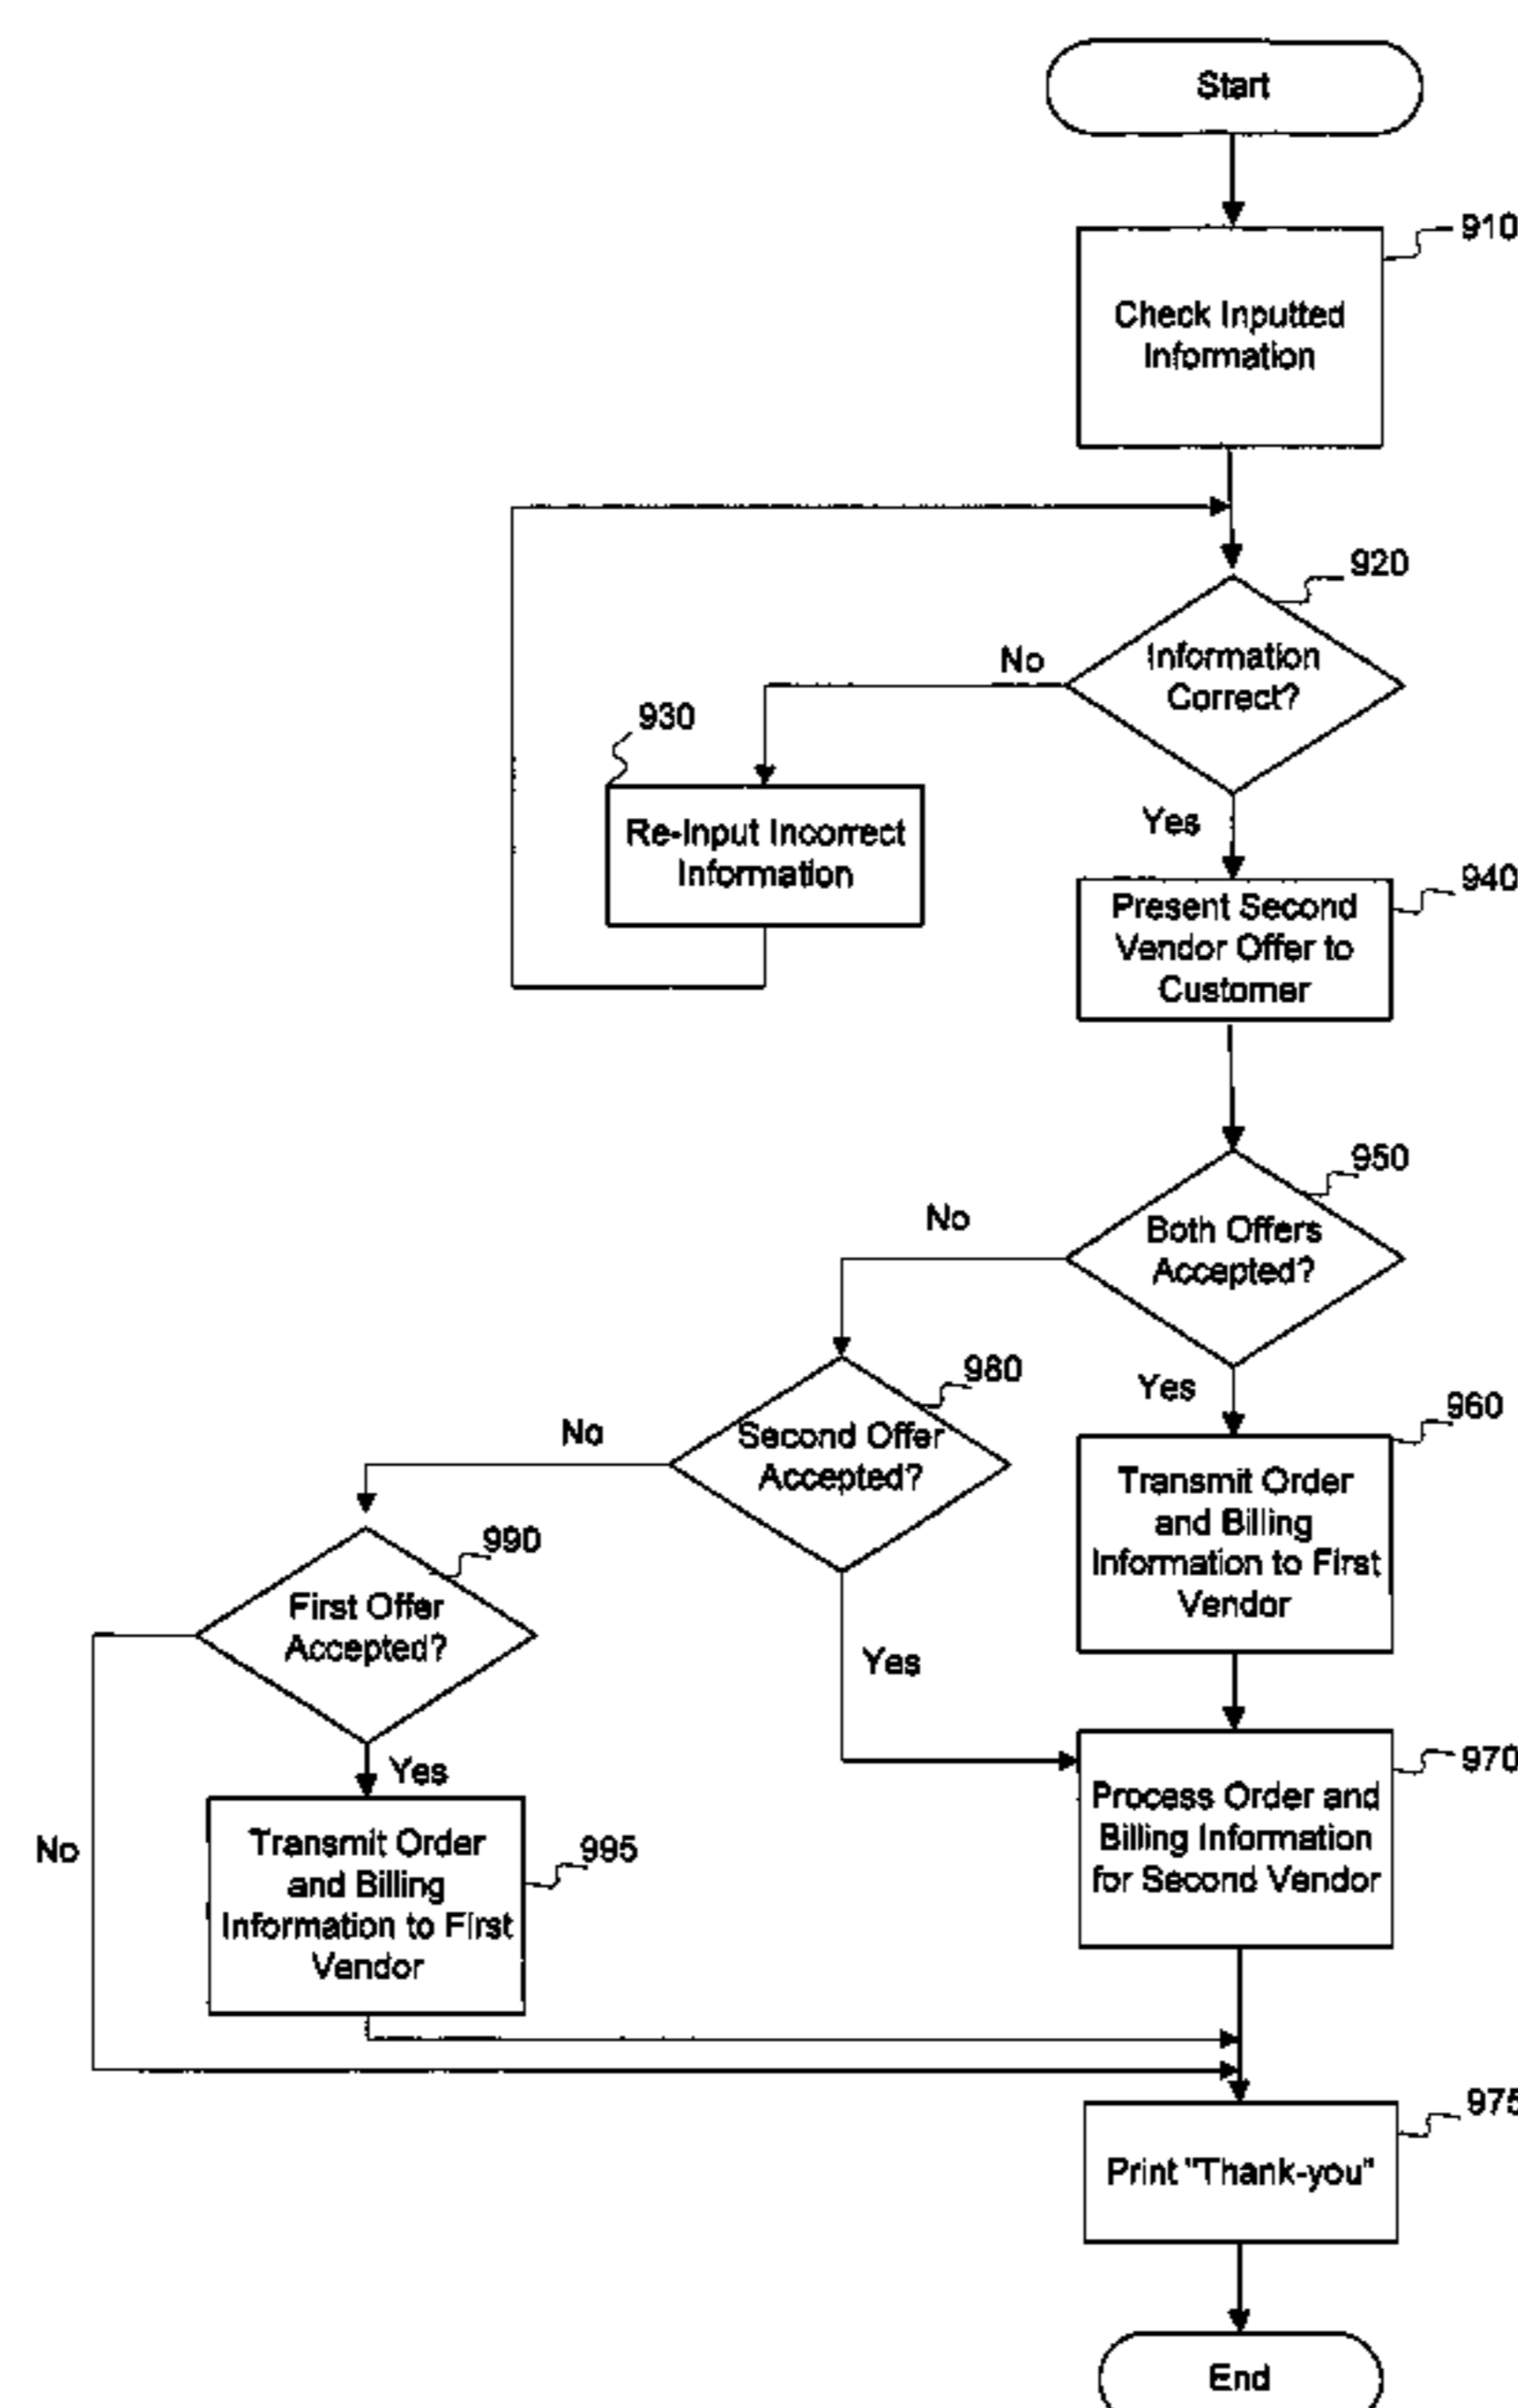 Start
910
Check Inputted
Information
920
Information
Correct?
No
930
Re-Input Incorrect
Information
Yes
940
Present Second
Vendor Offer to
Customer
950
Both Offers
Accepted?
No
980
Second Offer
Accepted?
Yes
960
Transmit Order
and Billing
Information to First
Vendor
No
990
First Offer
Accepted?
Yes
970
Process Order and
Billing Information
for Second Vendor
Yes
No
995
Transmit Order
and Billing
Information to First
Vendor
975
Print "Thank-you"
End